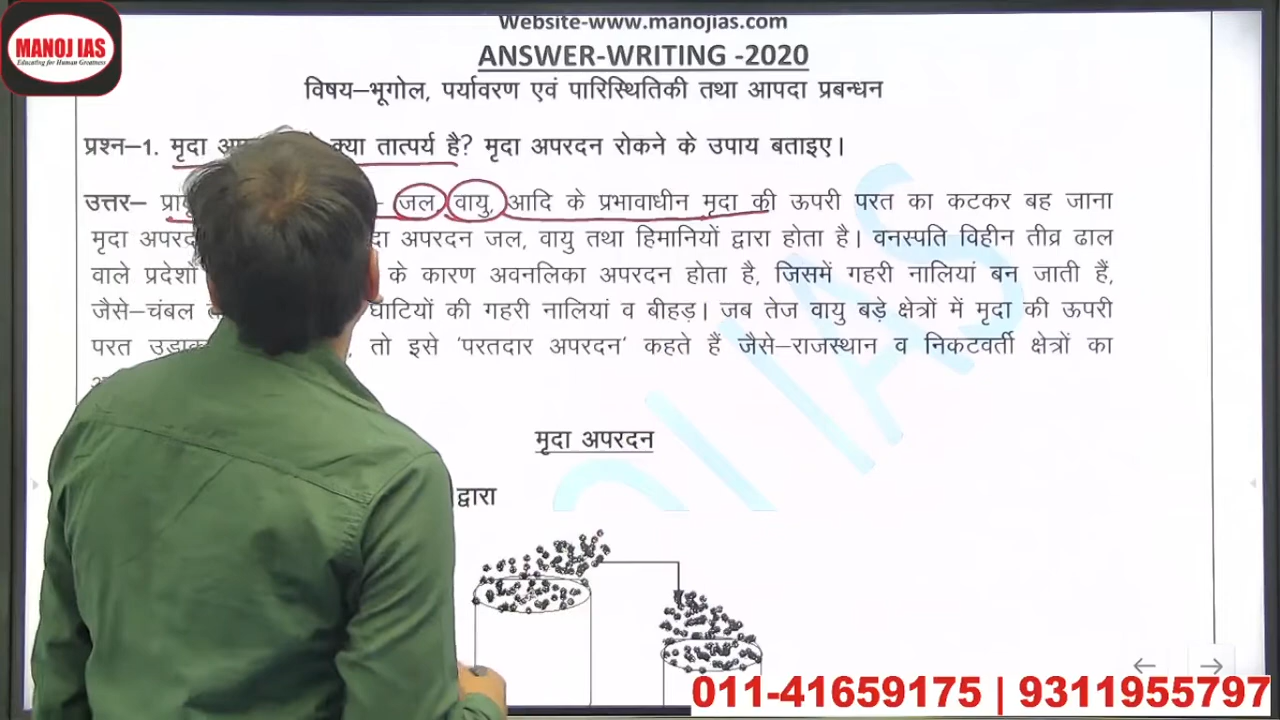 MANOJ IAS
Educating for Human Greatness
Website-www.manojias.com
ANSWER-WRITING -2020
विषय–भूगोल, पर्यावरण एवं पारिस्थितिकी तथा आपदा प्रबन्धन
प्रश्न–1. मृदा क्या तात्पर्य है? मृदा अपरदन रोकने के उपाय बताइए।
उत्तर– जल वायु, आदि के प्रभावाधीन मृदा की ऊपरी परत का कटकर बह जाना
मृदा अपरदन जल, वायु तथा हिमानियों द्वारा होता है। वनस्पति विहीन तीव्र ढाल
वाले के कारण अवनलिका अपरदन होता है, जिसमें गहरी नालियां बन जाती हैं,
जैसे–चंबल घाटियों की गहरी नालियां व बीहड़। जब तेज वायु बड़े क्षेत्रों में मृदा की ऊपरी
परत तो इसे 'परतदार अपरदन' कहते हैं जैसे–राजस्थान व निकटवर्ती क्षेत्रों का
मृदा अपरदन
द्वारा
IAS
011-41659175 | 9311955797